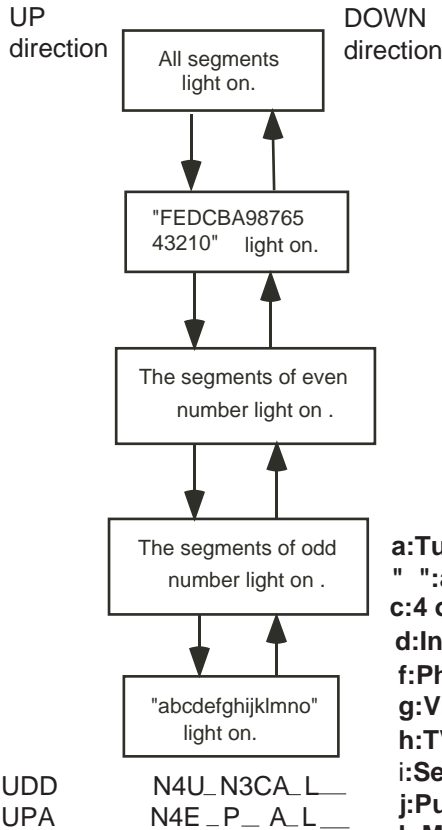 UP
direction
DOWN
direction
All segments
light on.
"FEDCBA98765
43210" light on.
The segments of even
number light on .
The segments of odd
number light on .
"abcdefghijklmno"
light on.
a:Tu
" ":a
c:4 c
d:In
f:Ph
g:V
h:TV
i:Se
j:Pu
UDD N4U_N3CA_L__
UPA N4E_P_ A_L__